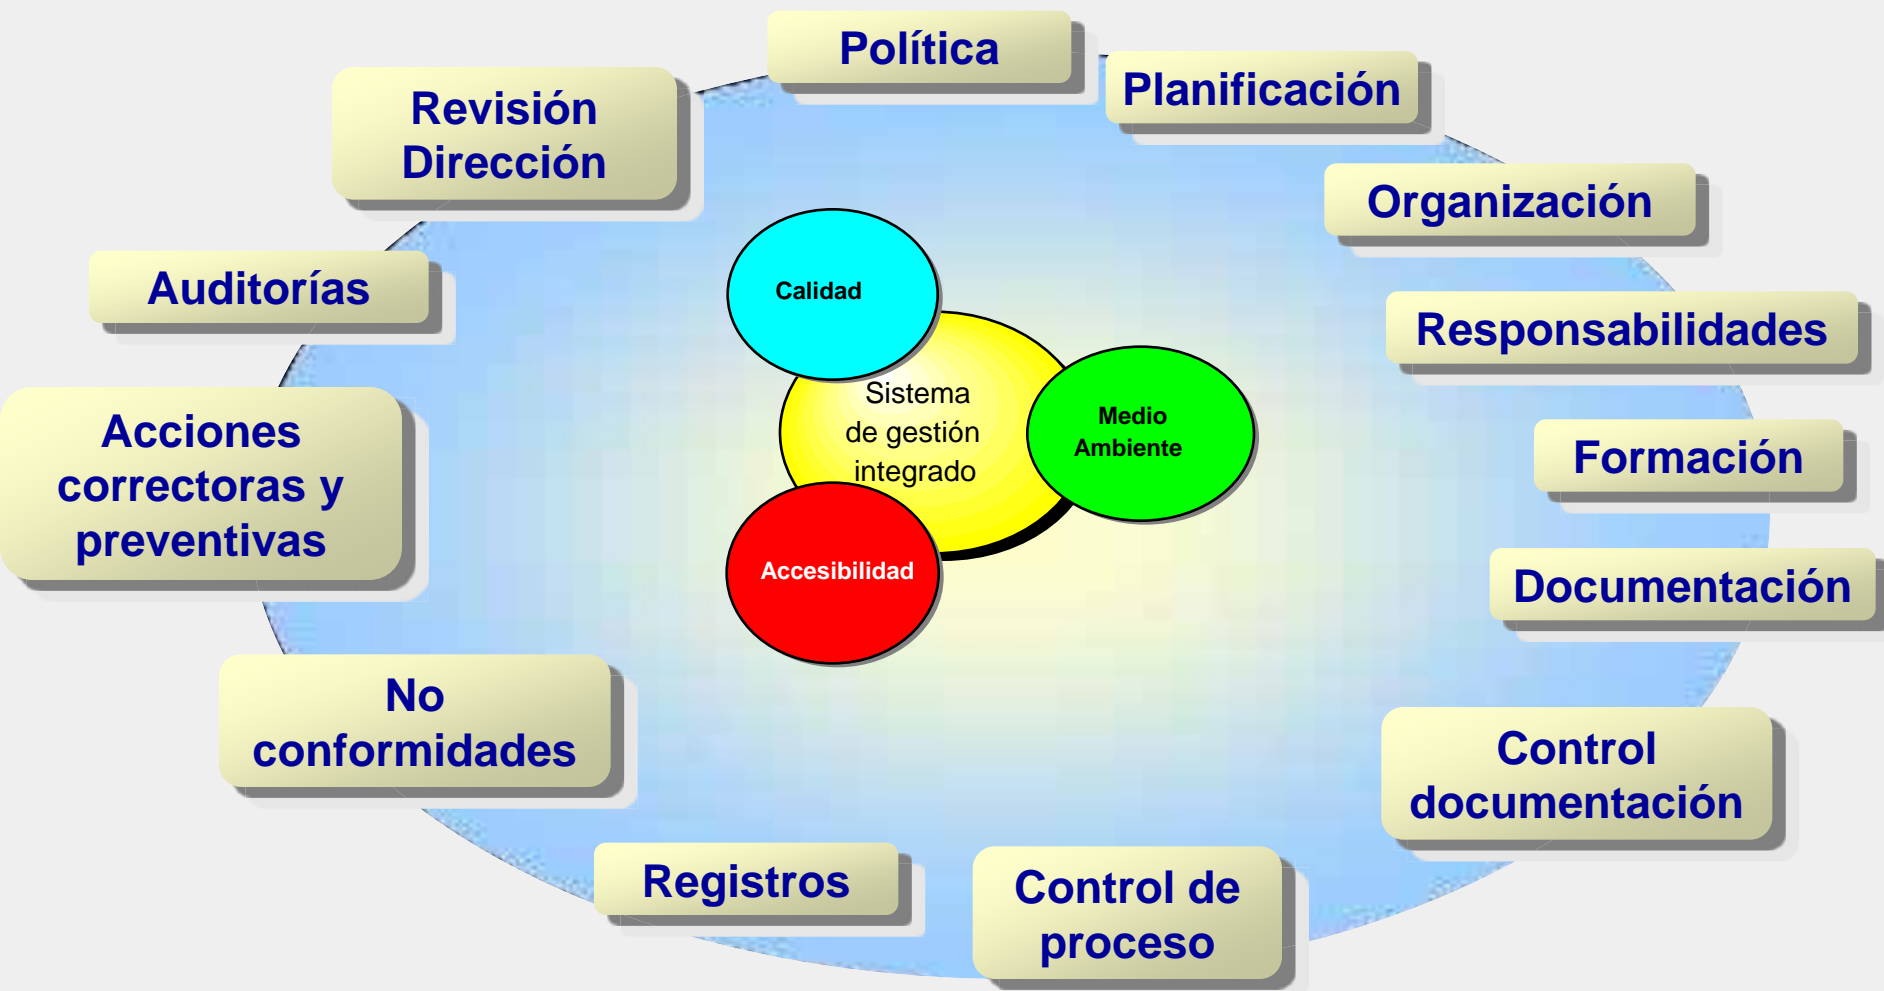 Política
Planificación
Revisión
Dirección
Organización
Auditorías
Calidad
Responsabilidades
Sistema
de gestión
integrado
Medio
Ambiente
Acciones
correctoras y
preventivas
Formación
Accesibilidad
Documentación
No
conformidades
Control
documentación
Registros
Control de
proceso